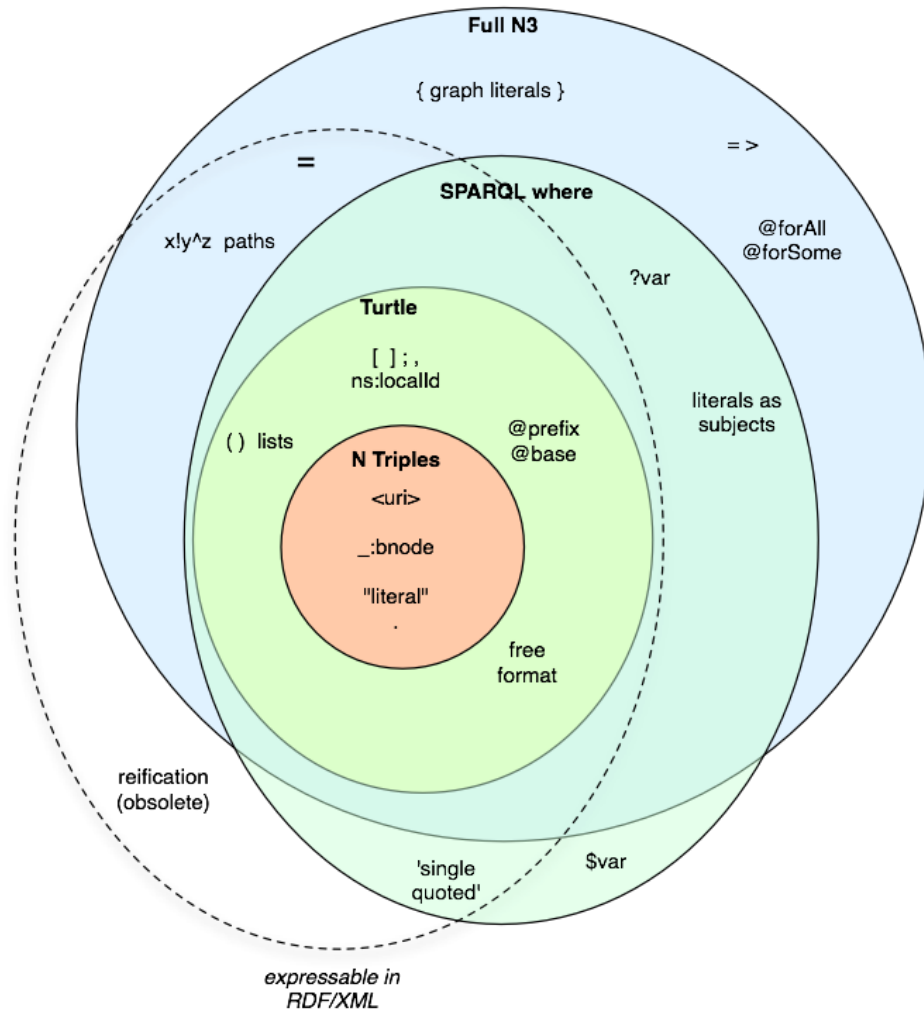 Full N3
{ graph literals }
= >
=
SPARQL where
@forAll
@forSome
x!y^z paths
?var
Turtle
[ ] ; ,
ns:localId
literals as
subjects
@prefix
@base
( ) lists
N Triples
<uri>
_:bnode
"literal"
.
free
format
reification
(obsolete)
'single
quoted'
$var
expressable in
RDF/XML